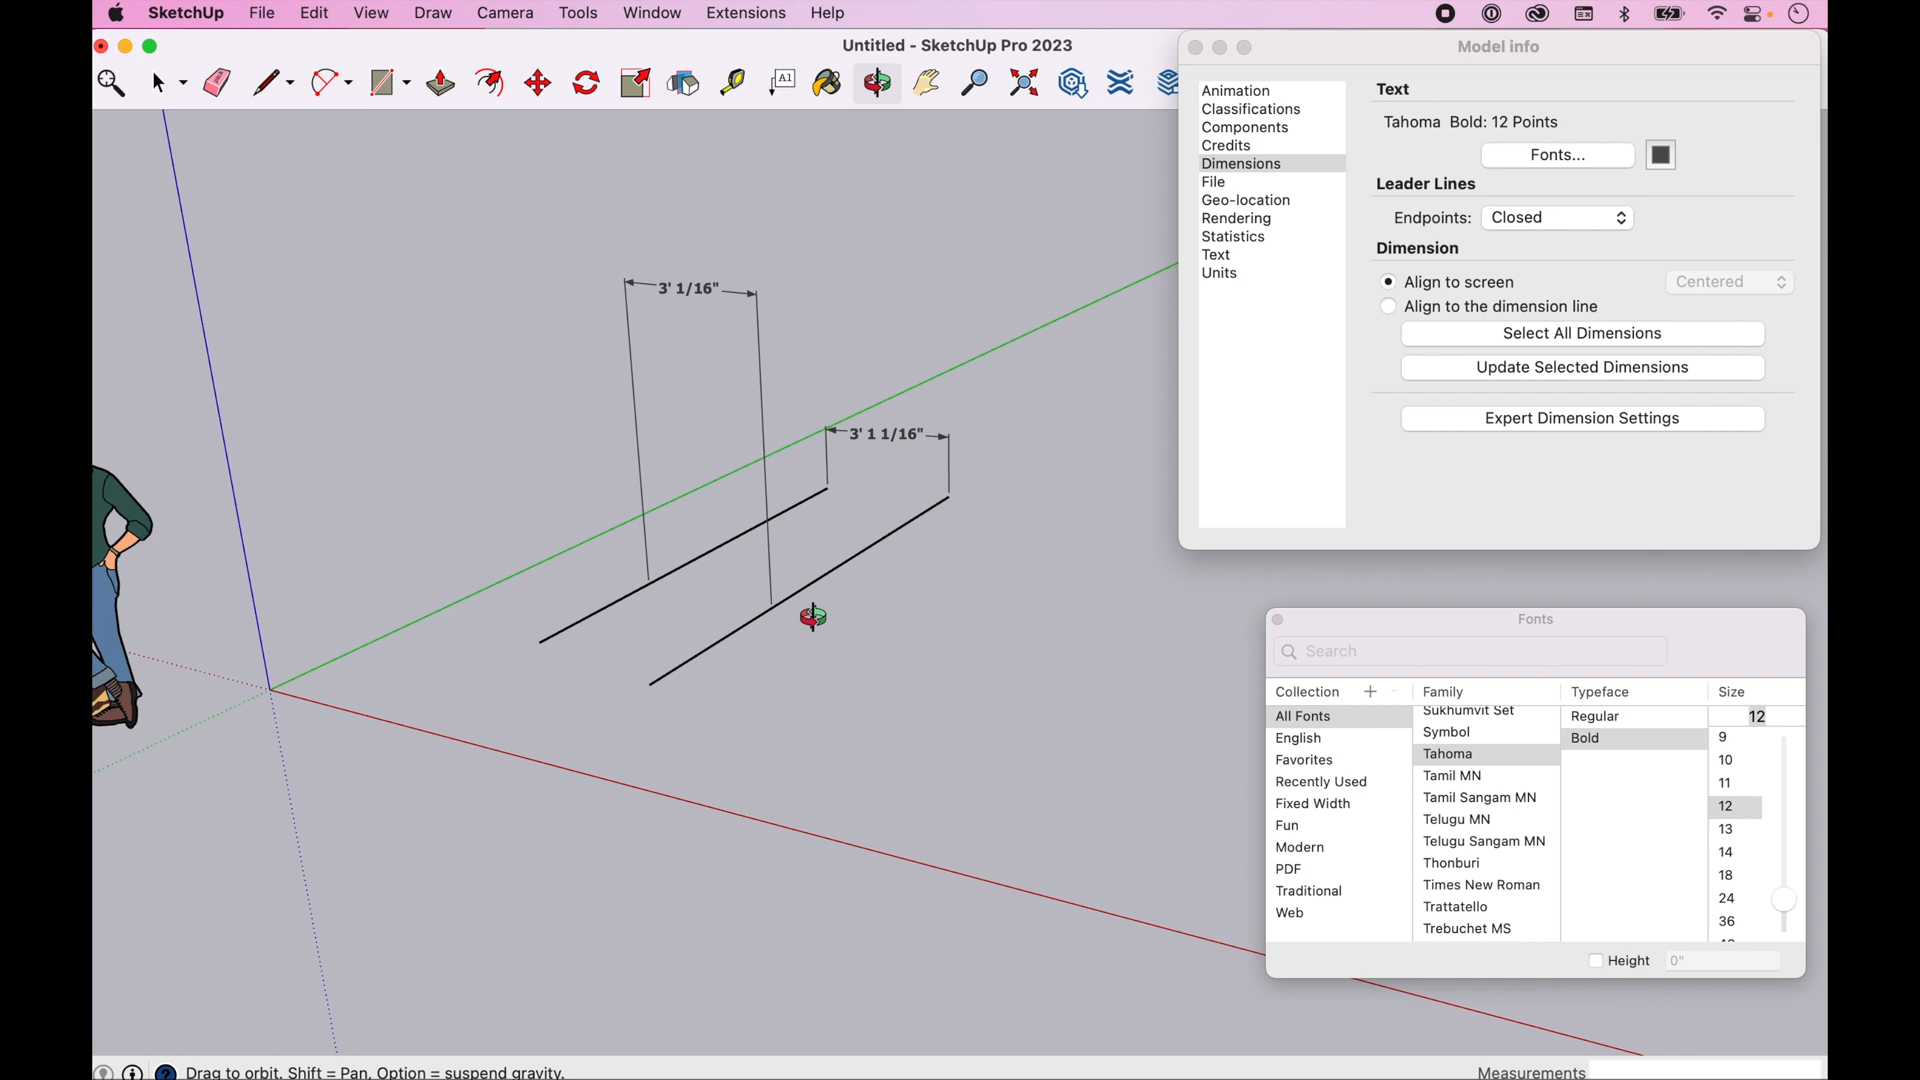 SketchUp File Edit View Draw Camera Tools Window Extensions Help
Untitled - SketchUp Pro 2023
A1
Model info
Animation
Classifications
Components
Credits
Dimensions
File
Geo-location
Rendering
Statistics
Text
Units
Text
Tahoma Bold: 12 Points
Fonts...
Leader Lines
Endpoints: Closed
Dimension
Align to screen Centered
Align to the dimension line
Select All Dimensions
Update Selected Dimensions
Expert Dimension Settings
3' 1/16"
3' 1 1/16"
Fonts
Search
Collection + - Family Typeface Size
All Fonts
English
Favorites
Recently Used
Fixed Width
Fun
Modern
PDF
Traditional
Web
Sukhumvit Set
Symbol
Tahoma
Tamil MN
Tamil Sangam MN
Telugu MN
Telugu Sangam MN
Thonburi
Times New Roman
Trattatello
Trebuchet MS
Regular
Bold
12
9
10
11
12
13
14
18
24
36
Height 0"
Drag to orbit. Shift = Pan, Option = suspend gravity.
Measurements